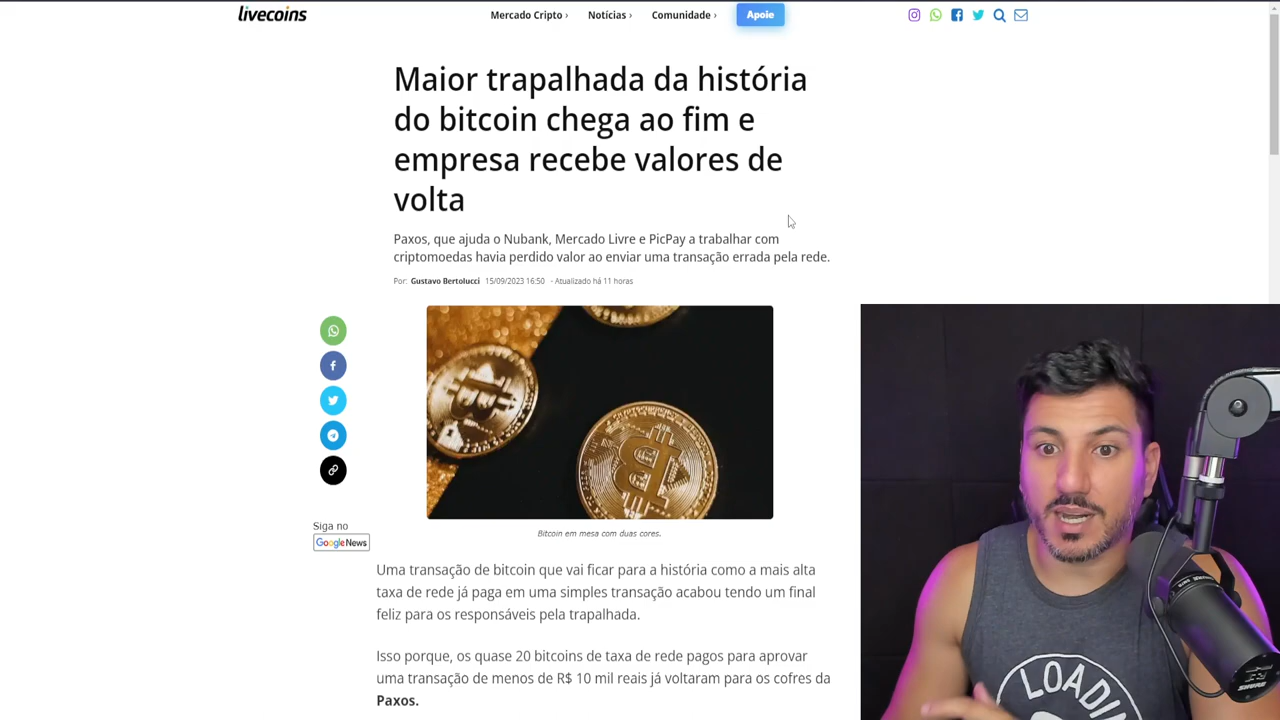 livecoins
Mercado Cripto ›
Notícias ›
Comunidade ›
Apoie
Maior trapalhada da história
do bitcoin chega ao fim e
empresa recebe valores de
volta
Paxos, que ajuda o Nubank, Mercado Livre e PicPay a trabalhar com
criptomoedas havia perdido valor ao enviar uma transação errada pela rede.
Por: Gustavo Bertolucci 15/09/2023 16:50 - Atualizado há 11 horas
Bitcoin em mesa com duas cores.
Siga no
Google News
Uma transação de bitcoin que vai ficar para a história como a mais alta
taxa de rede já paga em uma simples transação acabou tendo um final
feliz para os responsáveis pela trapalhada.
Isso porque, os quase 20 bitcoins de taxa de rede pagos para aprovar
uma transação de menos de R$ 10 mil reais já voltaram para os cofres da
Paxos.
LOADI
SHURE